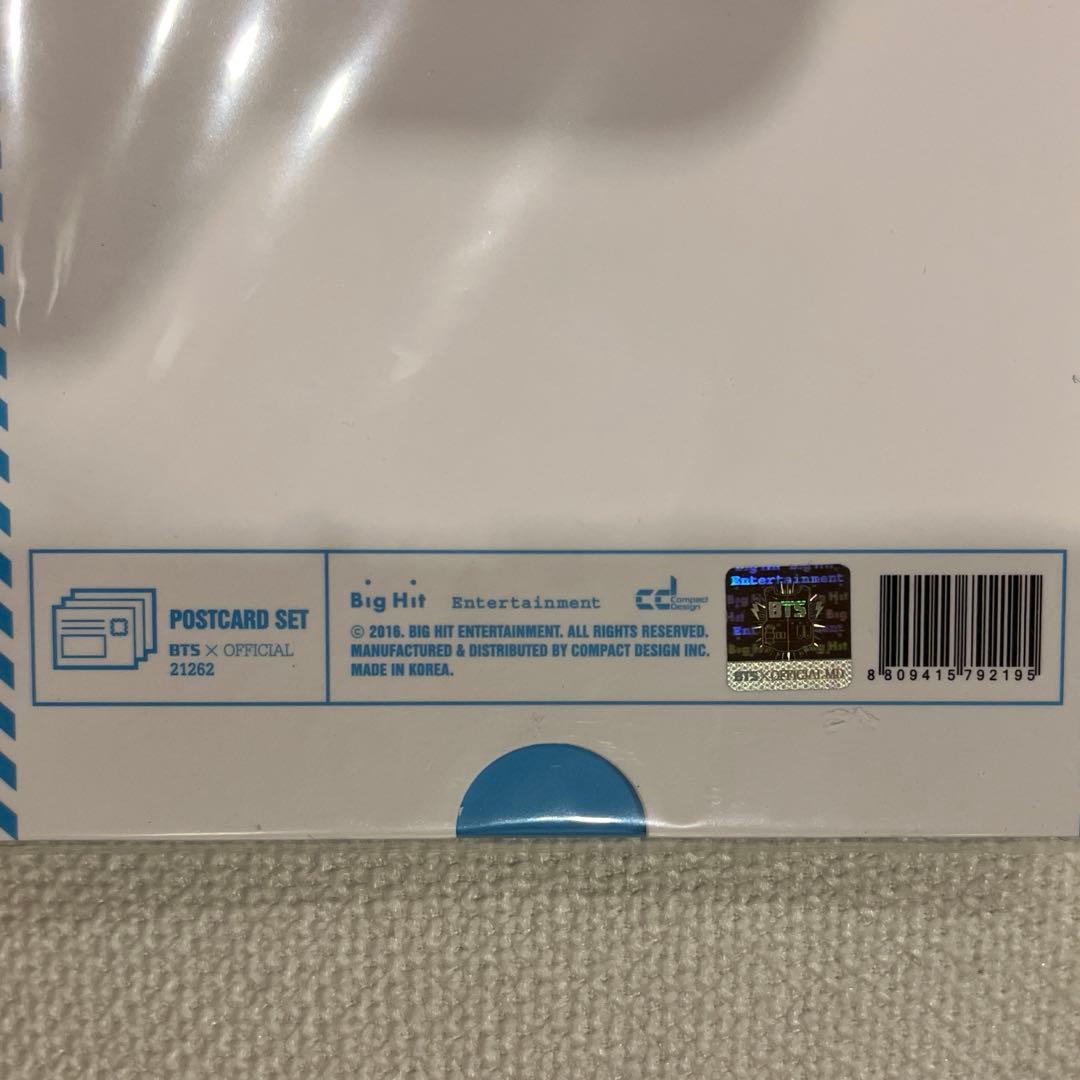 POSTCARD SET
BTS × OFFICIAL
21262
Big Hit Entertainment
Compact
Design
© 2016. BIG HIT ENTERTAINMENT. ALL RIGHTS RESERVED.
MANUFACTURED & DISTRIBUTED BY COMPACT DESIGN INC.
MADE IN KOREA.
Entertainment
BTS
BTS×OFFICIAL MD
8 809415 792195